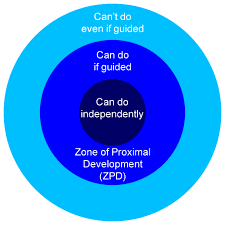 Can't do
even if guided
Can do
if guided
Can do
independently
Zone of Proximal
Development
(ZPD)